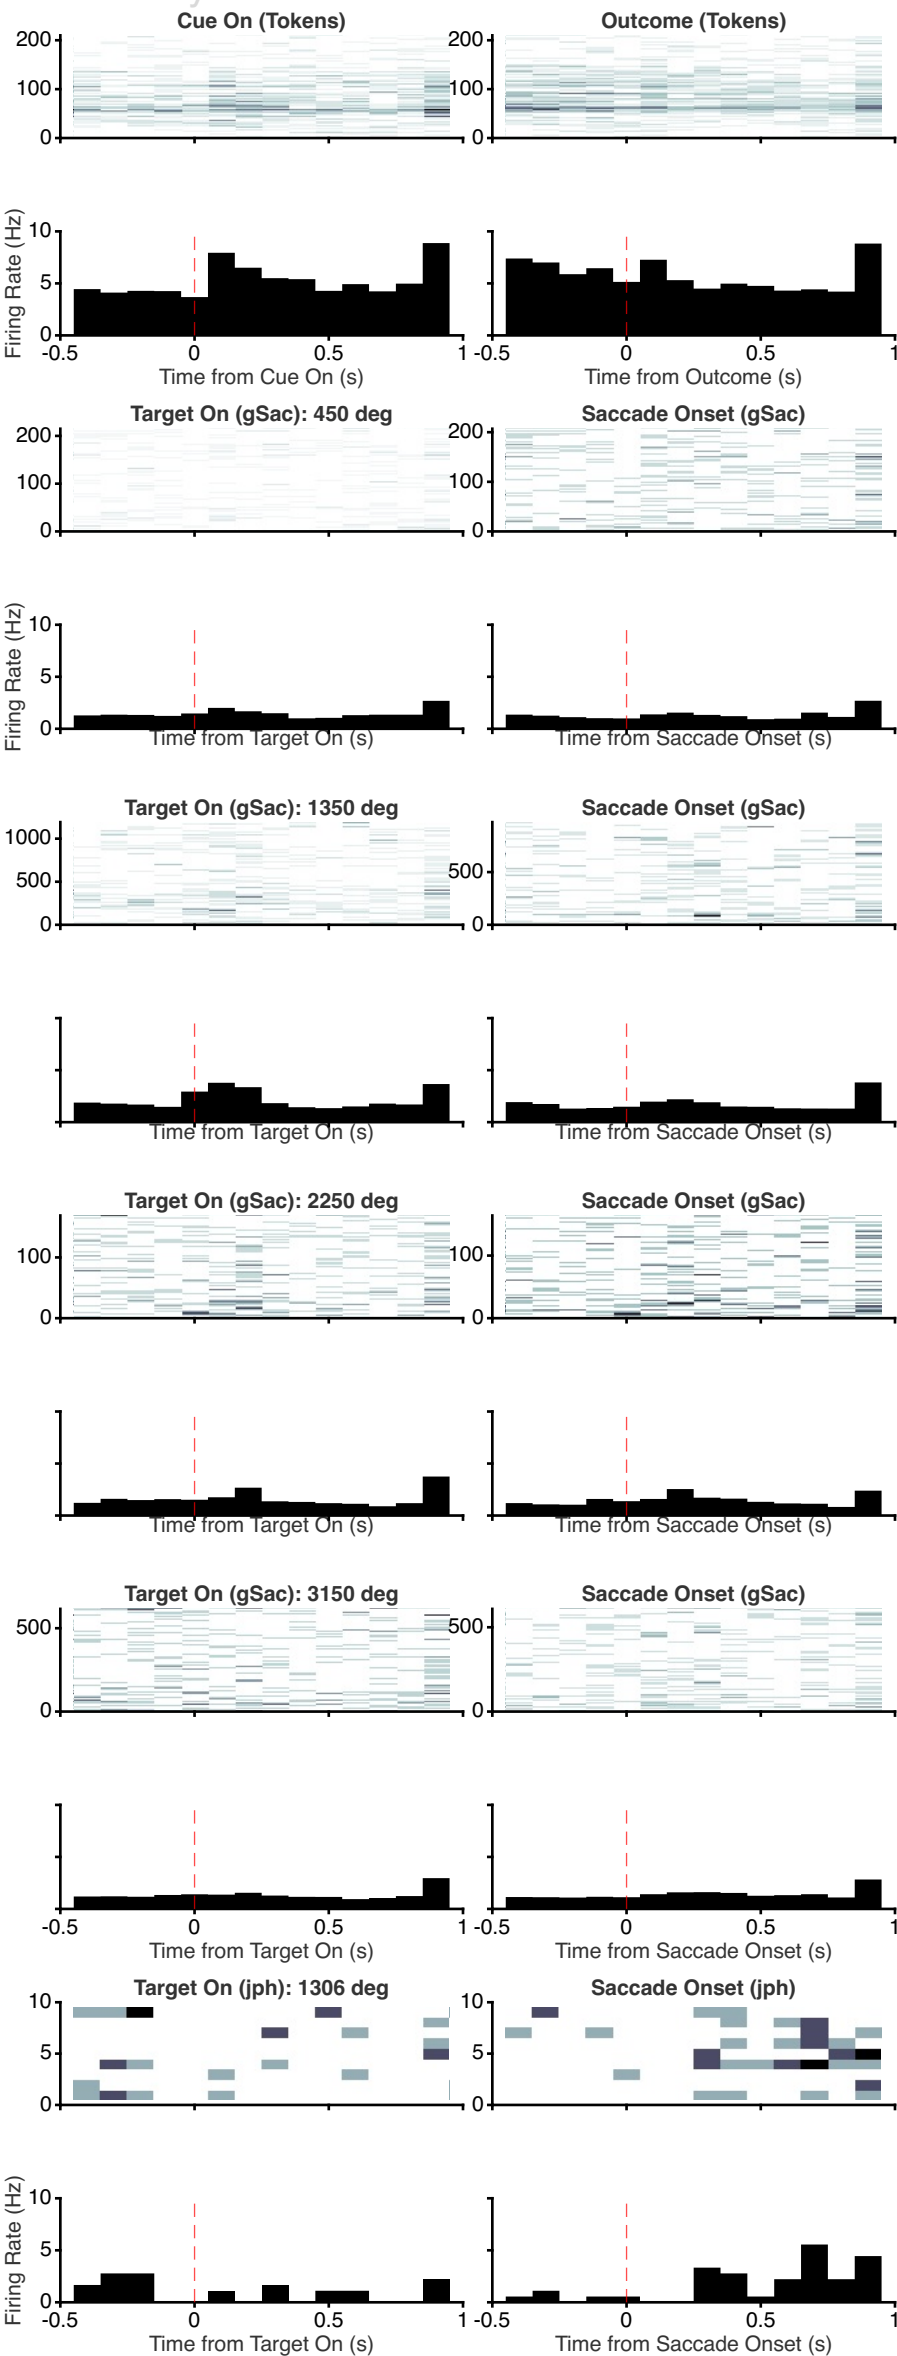 Cue On (Tokens) Outcome (Tokens)
200 200
100 100
0 0
10
5
0
Firing Rate (Hz)
-0.5 0 0.5 1 -0.5 0 0.5 1
Time from Cue On (s) Time from Outcome (s)
Target On (gSac): 450 deg Saccade Onset (gSac)
200 200
100 100
0 0
10
5
0
Firing Rate (Hz)
Time from Target On (s) Time from Saccade Onset (s)
Target On (gSac): 1350 deg Saccade Onset (gSac)
1000
500 500
0 0
Time from Target On (s) Time from Saccade Onset (s)
Target On (gSac): 2250 deg Saccade Onset (gSac)
100 100
0 0
Time from Target On (s) Time from Saccade Onset (s)
Target On (gSac): 3150 deg Saccade Onset (gSac)
500 500
0 0
-0.5 0 0.5 1 -0.5 0 0.5 1
Time from Target On (s) Time from Saccade Onset (s)
Target On (jph): 1306 deg Saccade Onset (jph)
10 10
5 5
0 0
10
5
0
Firing Rate (Hz)
-0.5 0 0.5 1 -0.5 0 0.5 1
Time from Target On (s) Time from Saccade Onset (s)